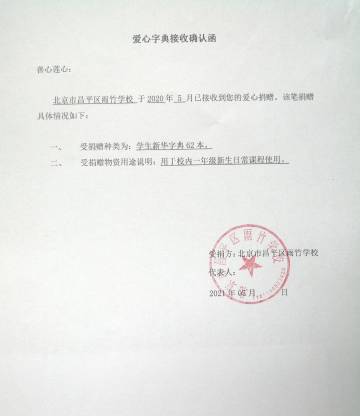 爱心字典接收确认函
善心莲心：
北京市昌平区雨竹学校 于 2020 年 5 月已接收到您的爱心捐赠。该笔捐赠
具体情况如下：
一、 受捐赠种类为：学生新华字典 62 本。
二、 受捐赠物资用途说明：用于校内一年级新生日常课程使用。
受捐方：北京市昌平区雨竹学校
代表人：
2021 年 05 月 日